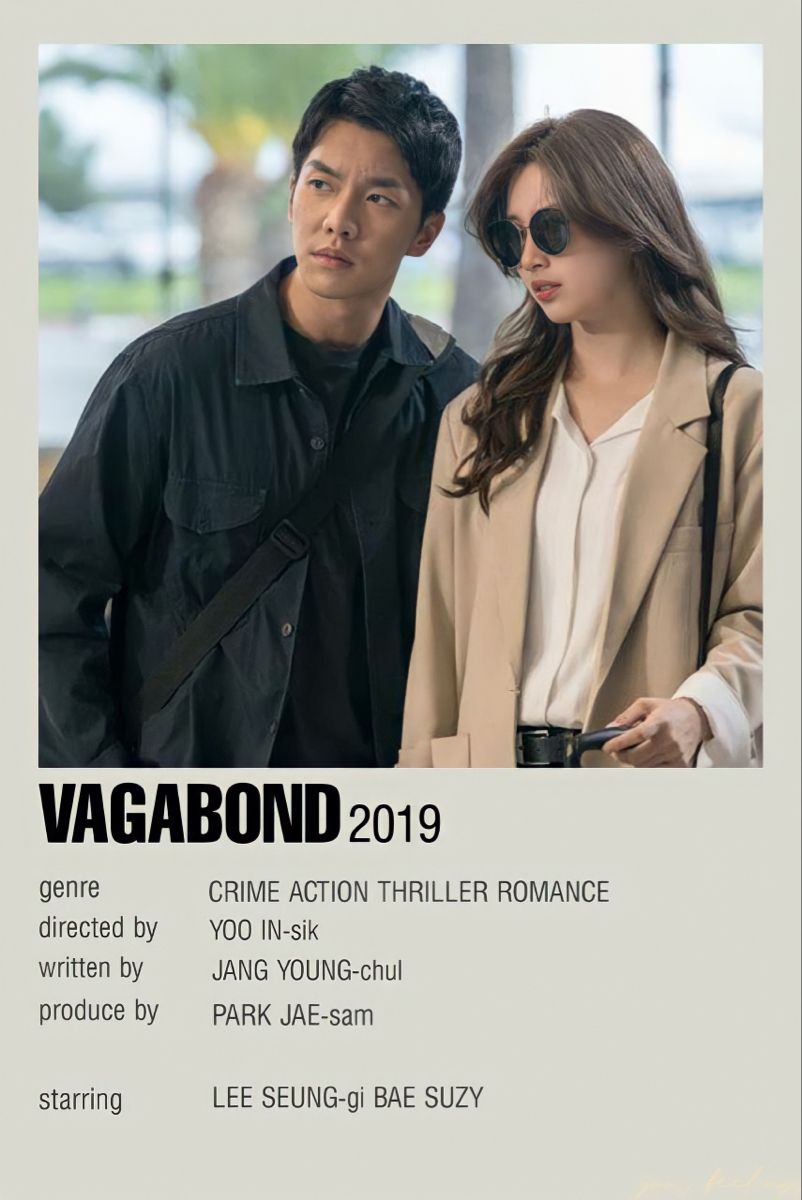 VAGABOND 2019
genre CRIME ACTION THRILLER ROMANCE
directed by YOO IN-sik
written by JANG YOUNG-chul
produce by PARK JAE-sam
starring LEE SEUNG-gi BAE SUZY